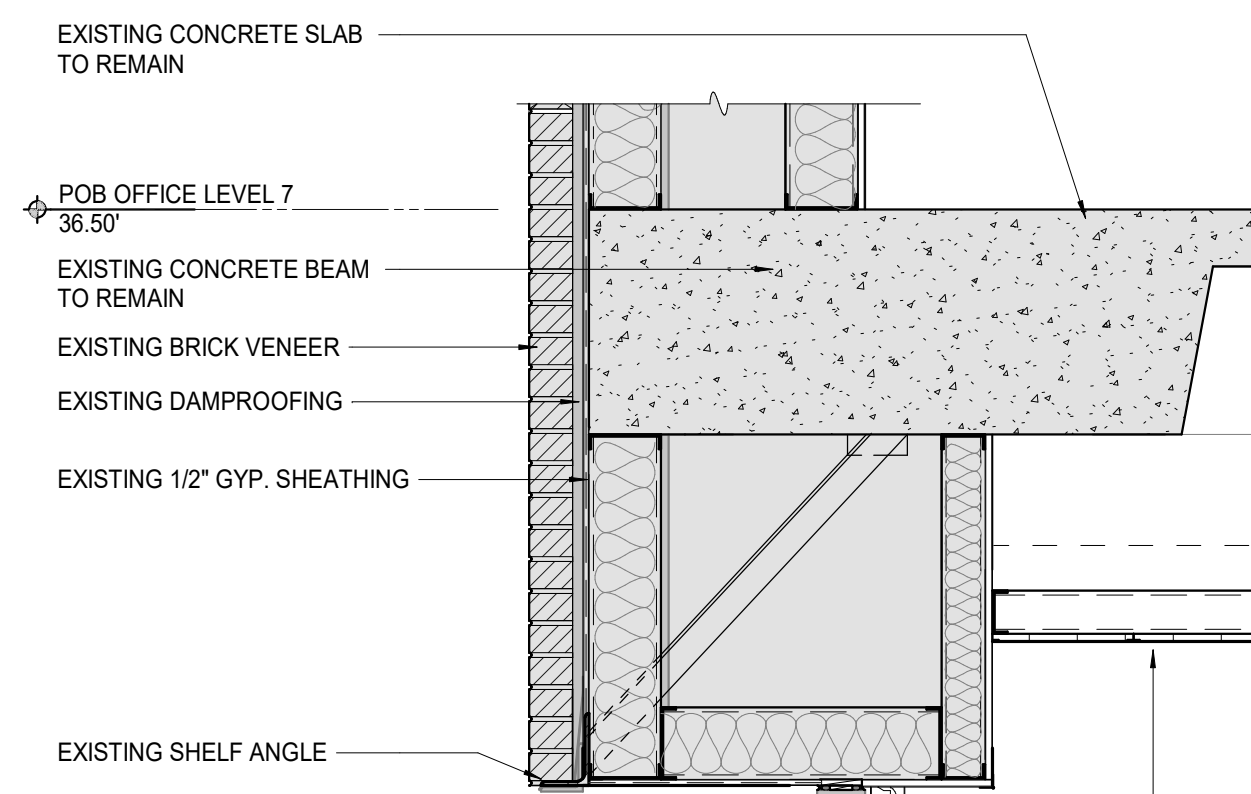 EXISTING CONCRETE SLAB
TO REMAIN
POB OFFICE LEVEL 7
36.50'
EXISTING CONCRETE BEAM
TO REMAIN
EXISTING BRICK VENEER
EXISTING DAMPROOFING
EXISTING 1/2" GYP. SHEATHING
EXISTING SHELF ANGLE